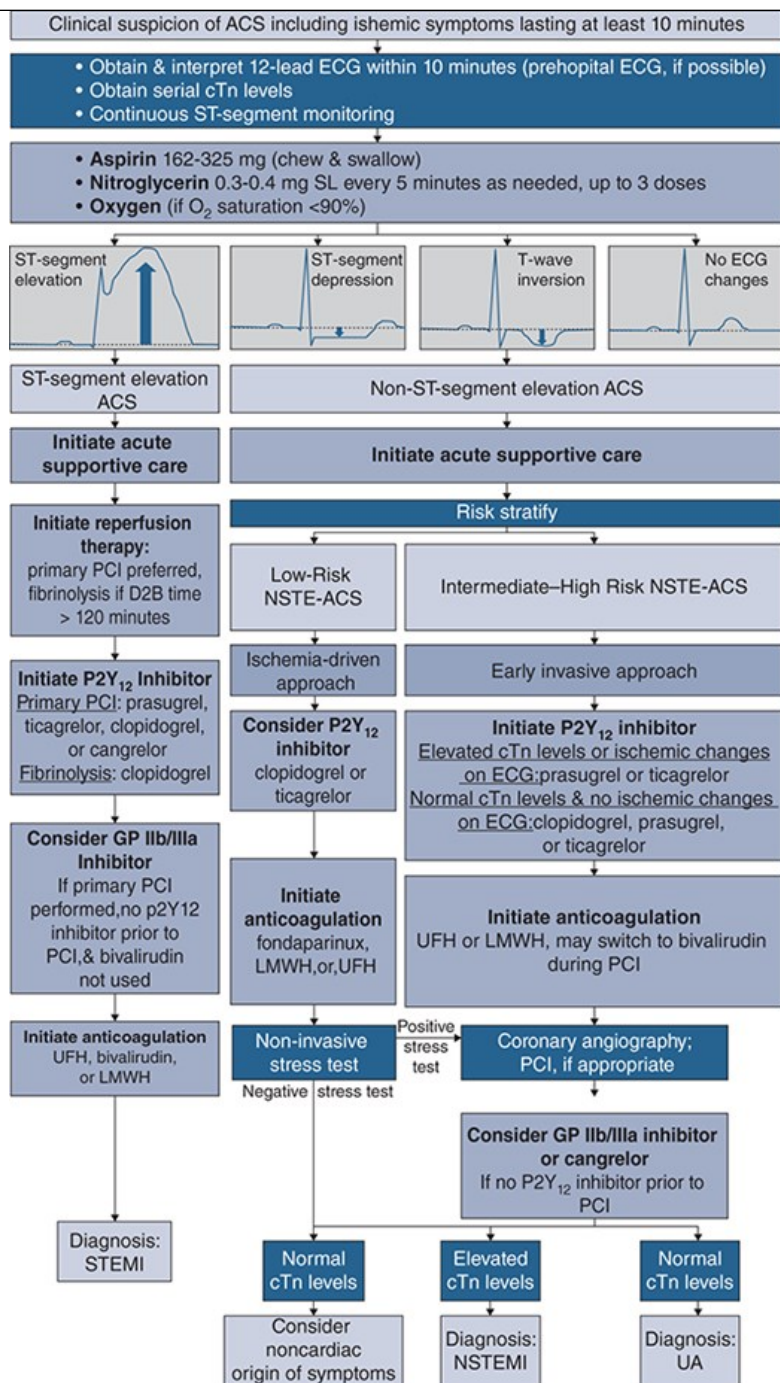 Clinical suspicion of ACS including ishemic symptoms lasting at least 10 minutes
• Obtain & interpret 12-lead ECG within 10 minutes (prehopital ECG, if possible)
• Obtain serial cTn levels
• Continuous ST-segment monitoring
• Aspirin 162-325 mg (chew & swallow)
• Nitroglycerin 0.3-0.4 mg SL every 5 minutes as needed, up to 3 doses
• Oxygen (if O₂ saturation <90%)
ST-segment
elevation
ST-segment
depression
T-wave
inversion
No ECG
changes
ST-segment elevation
ACS
Non-ST-segment elevation ACS
Initiate acute
supportive care
Initiate acute supportive care
Initiate reperfusion
therapy:
primary PCI preferred,
fibrinolysis if D2B time
> 120 minutes
Risk stratify
Low-Risk
NSTE-ACS
Intermediate–High Risk NSTE-ACS
Ischemia-driven
approach
Early invasive approach
Initiate P2Y₁₂ Inhibitor
Primary PCI: prasugrel,
ticagrelor, clopidogrel,
or cangrelor
Fibrinolysis: clopidogrel
Consider P2Y₁₂
inhibitor
clopidogrel or
ticagrelor
Initiate P2Y₁₂ inhibitor
Elevated cTn levels or ischemic changes
on ECG:prasugrel or ticagrelor
Normal cTn levels & no ischemic changes
on ECG:clopidogrel, prasugrel,
or ticagrelor
Consider GP IIb/IIIa
Inhibitor
If primary PCI
performed,no p2Y12
inhibitor prior to
PCI,& bivalirudin
not used
Initiate
anticoagulation
fondaparinux,
LMWH,or,UFH
Initiate anticoagulation
UFH or LMWH, may switch to bivalirudin
during PCI
Initiate anticoagulation
UFH, bivalirudin,
or LMWH
Non-invasive
stress test
Positive
stress
test
Coronary angiography;
PCI, if appropriate
Negative stress test
Consider GP IIb/IIIa inhibitor
or cangrelor
If no P2Y₁₂ inhibitor prior to
PCI
Diagnosis:
STEMI
Normal
cTn levels
Elevated
cTn levels
Normal
cTn levels
Consider
noncardiac
origin of symptoms
Diagnosis:
NSTEMI
Diagnosis:
UA